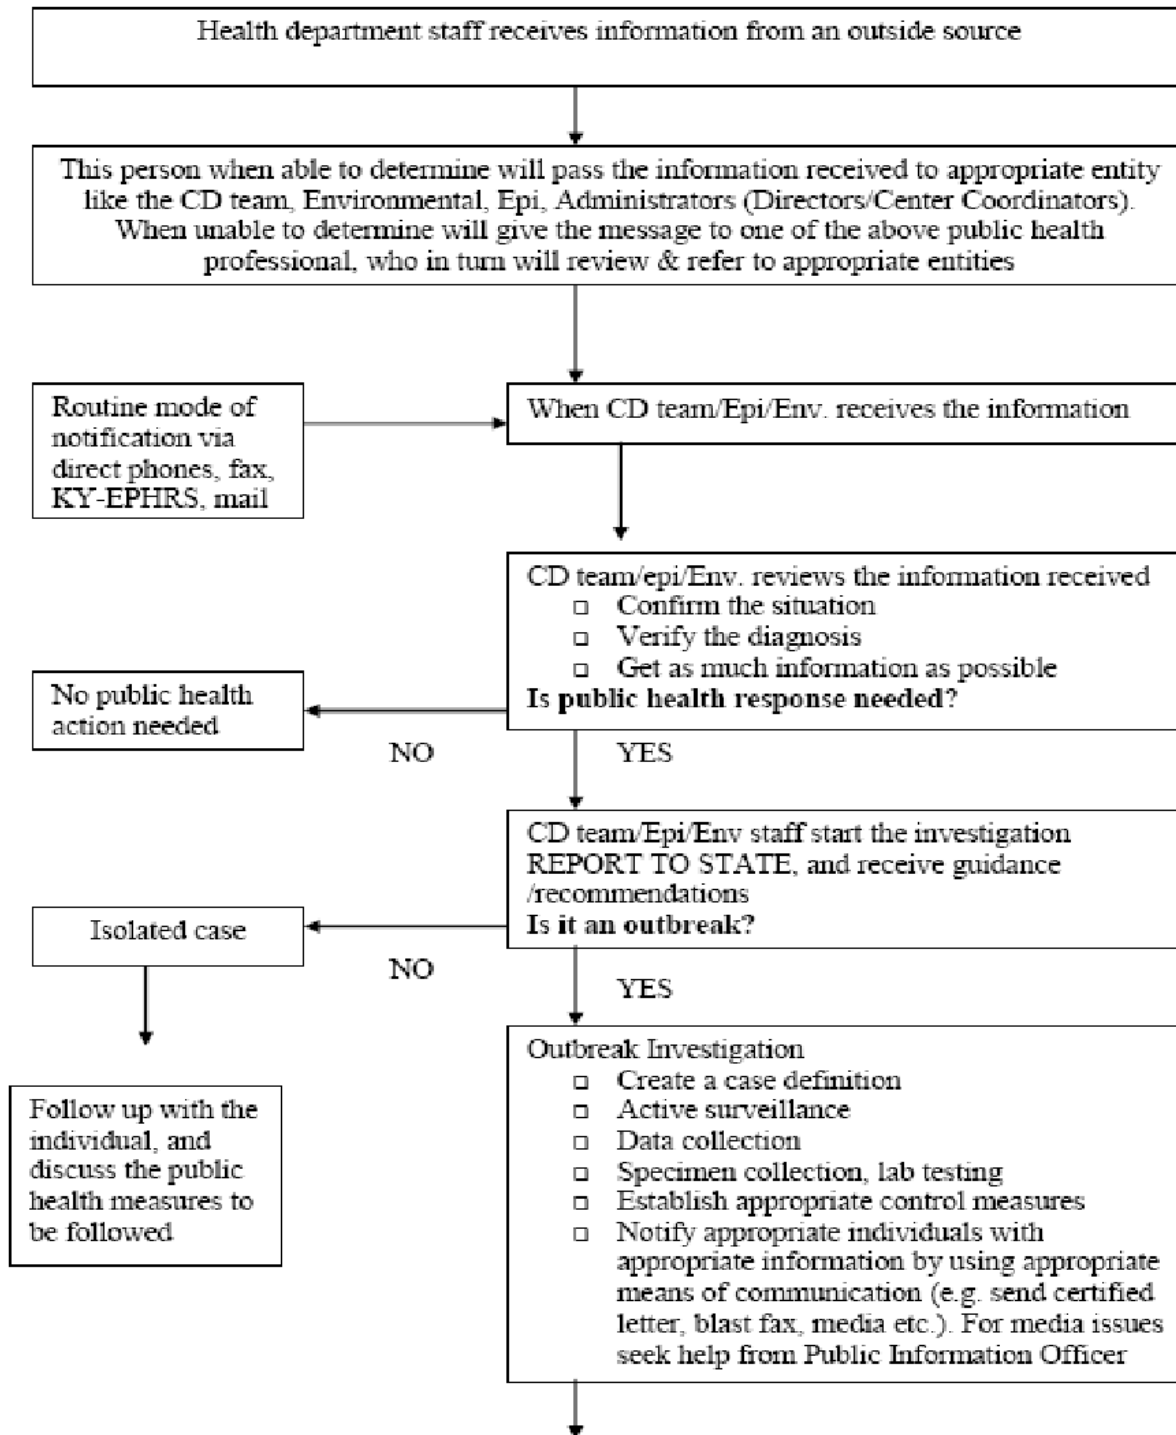 Health department staff receives information from an outside source
This person when able to determine will pass the information received to appropriate entity
like the CD team, Environmental, Epi, Administrators (Directors/Center Coordinators).
When unable to determine will give the message to one of the above public health
professional, who in turn will review & refer to appropriate entities
Routine mode of
notification via
direct phones, fax,
KY-EPHRS, mail
When CD team/Epi/Env. receives the information
CD team/epi/Env. reviews the information received
□ Confirm the situation
□ Verify the diagnosis
□ Get as much information as possible
Is public health response needed?
No public health
action needed
NO
YES
CD team/Epi/Env staff start the investigation
REPORT TO STATE, and receive guidance
/recommendations
Is it an outbreak?
Isolated case
NO
YES
Outbreak Investigation
□ Create a case definition
□ Active surveillance
□ Data collection
□ Specimen collection, lab testing
□ Establish appropriate control measures
□ Notify appropriate individuals with
appropriate information by using appropriate
means of communication (e.g. send certified
letter, blast fax, media etc.). For media issues
seek help from Public Information Officer
Follow up with the
individual, and
discuss the public
health measures to
be followed